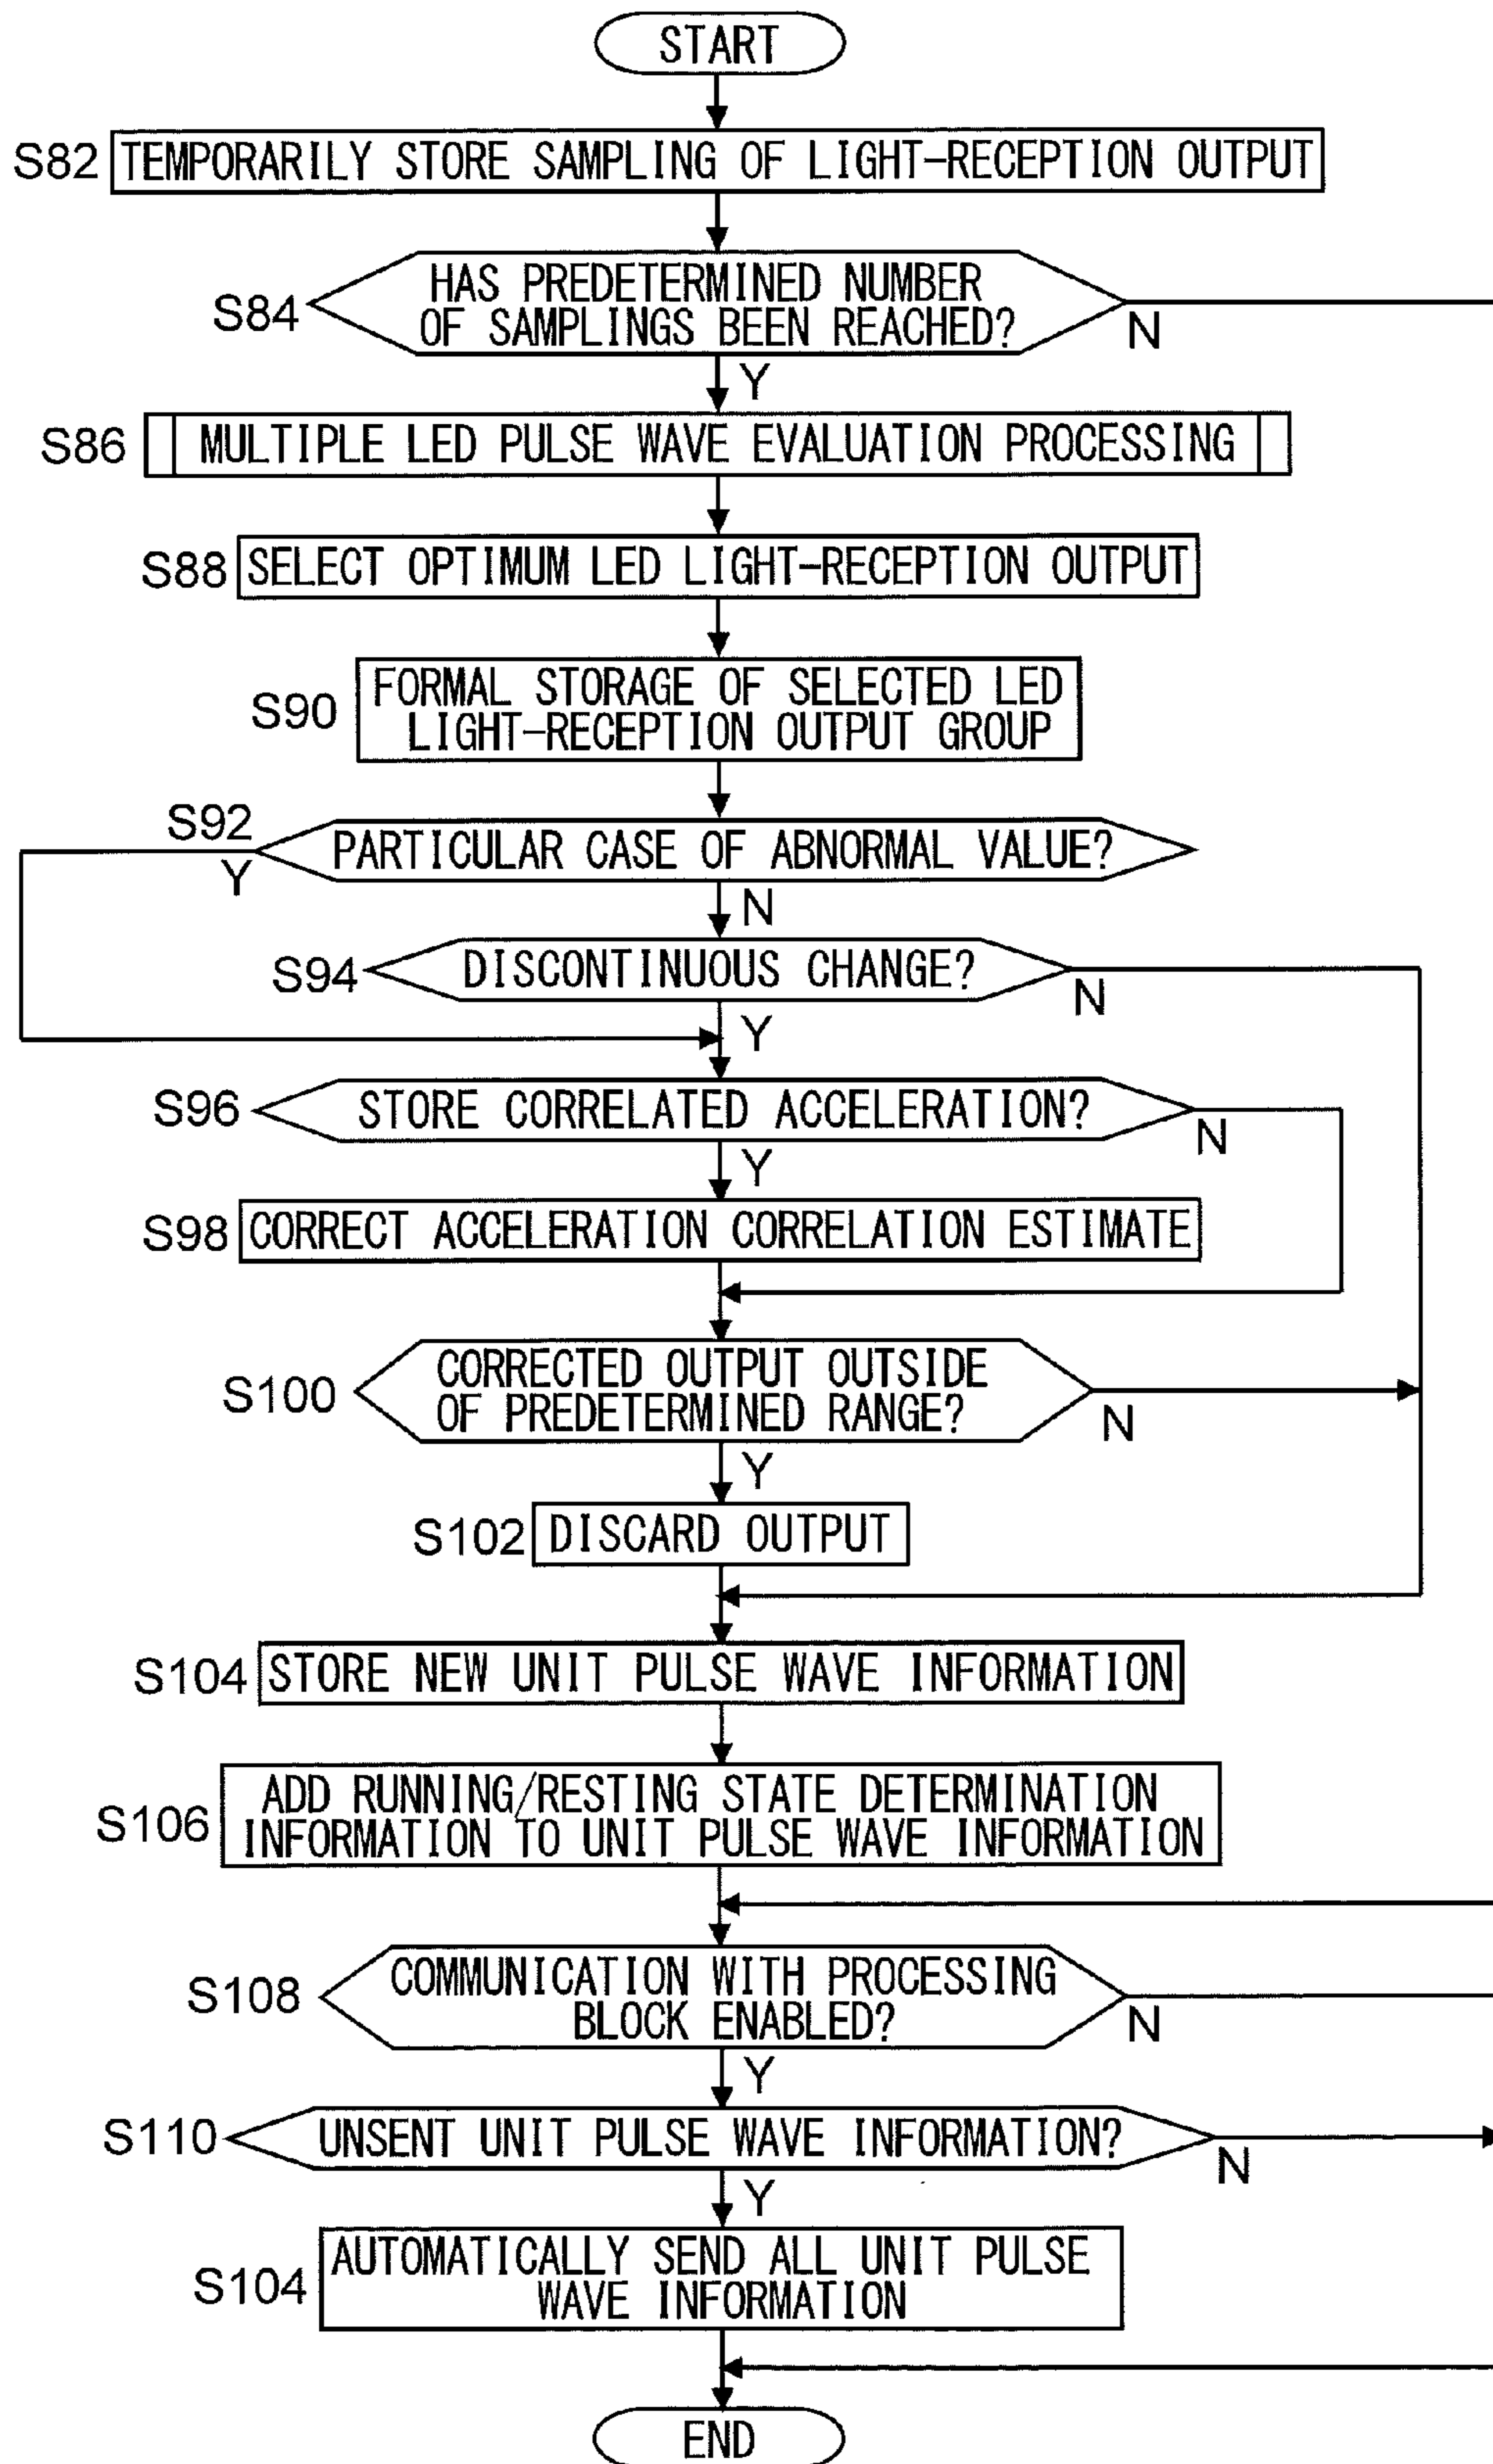 START
S82
TEMPORARILY STORE SAMPLING OF LIGHT-RECEPTION OUTPUT
S84
HAS PREDETERMINED NUMBER
OF SAMPLINGS BEEN REACHED?
N
Y
S86
MULTIPLE LED PULSE WAVE EVALUATION PROCESSING
S88
SELECT OPTIMUM LED LIGHT-RECEPTION OUTPUT
S90
FORMAL STORAGE OF SELECTED LED
LIGHT-RECEPTION OUTPUT GROUP
S92
PARTICULAR CASE OF ABNORMAL VALUE?
Y
N
S94
DISCONTINUOUS CHANGE?
N
Y
S96
STORE CORRELATED ACCELERATION?
N
Y
S98
CORRECT ACCELERATION CORRELATION ESTIMATE
S100
CORRECTED OUTPUT OUTSIDE
OF PREDETERMINED RANGE?
N
Y
S102
DISCARD OUTPUT
S104
STORE NEW UNIT PULSE WAVE INFORMATION
S106
ADD RUNNING/RESTING STATE DETERMINATION
INFORMATION TO UNIT PULSE WAVE INFORMATION
S108
COMMUNICATION WITH PROCESSING
BLOCK ENABLED?
N
Y
S110
UNSENT UNIT PULSE WAVE INFORMATION?
N
Y
S104
AUTOMATICALLY SEND ALL UNIT PULSE
WAVE INFORMATION
END